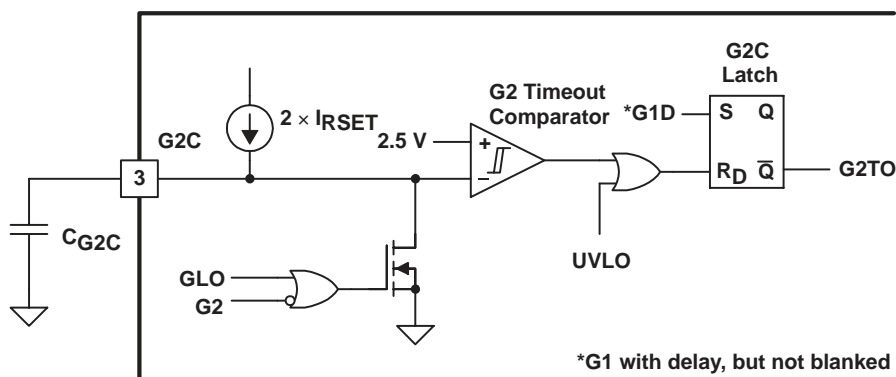 G2C
Latch
G2 Timeout
Comparator
*G1D
S Q
2 × IRSET
G2C
2.5 V
+
–
3
RD Q̅
G2TO
CG2C
UVLO
GLO
G2
*G1 with delay, but not blanked